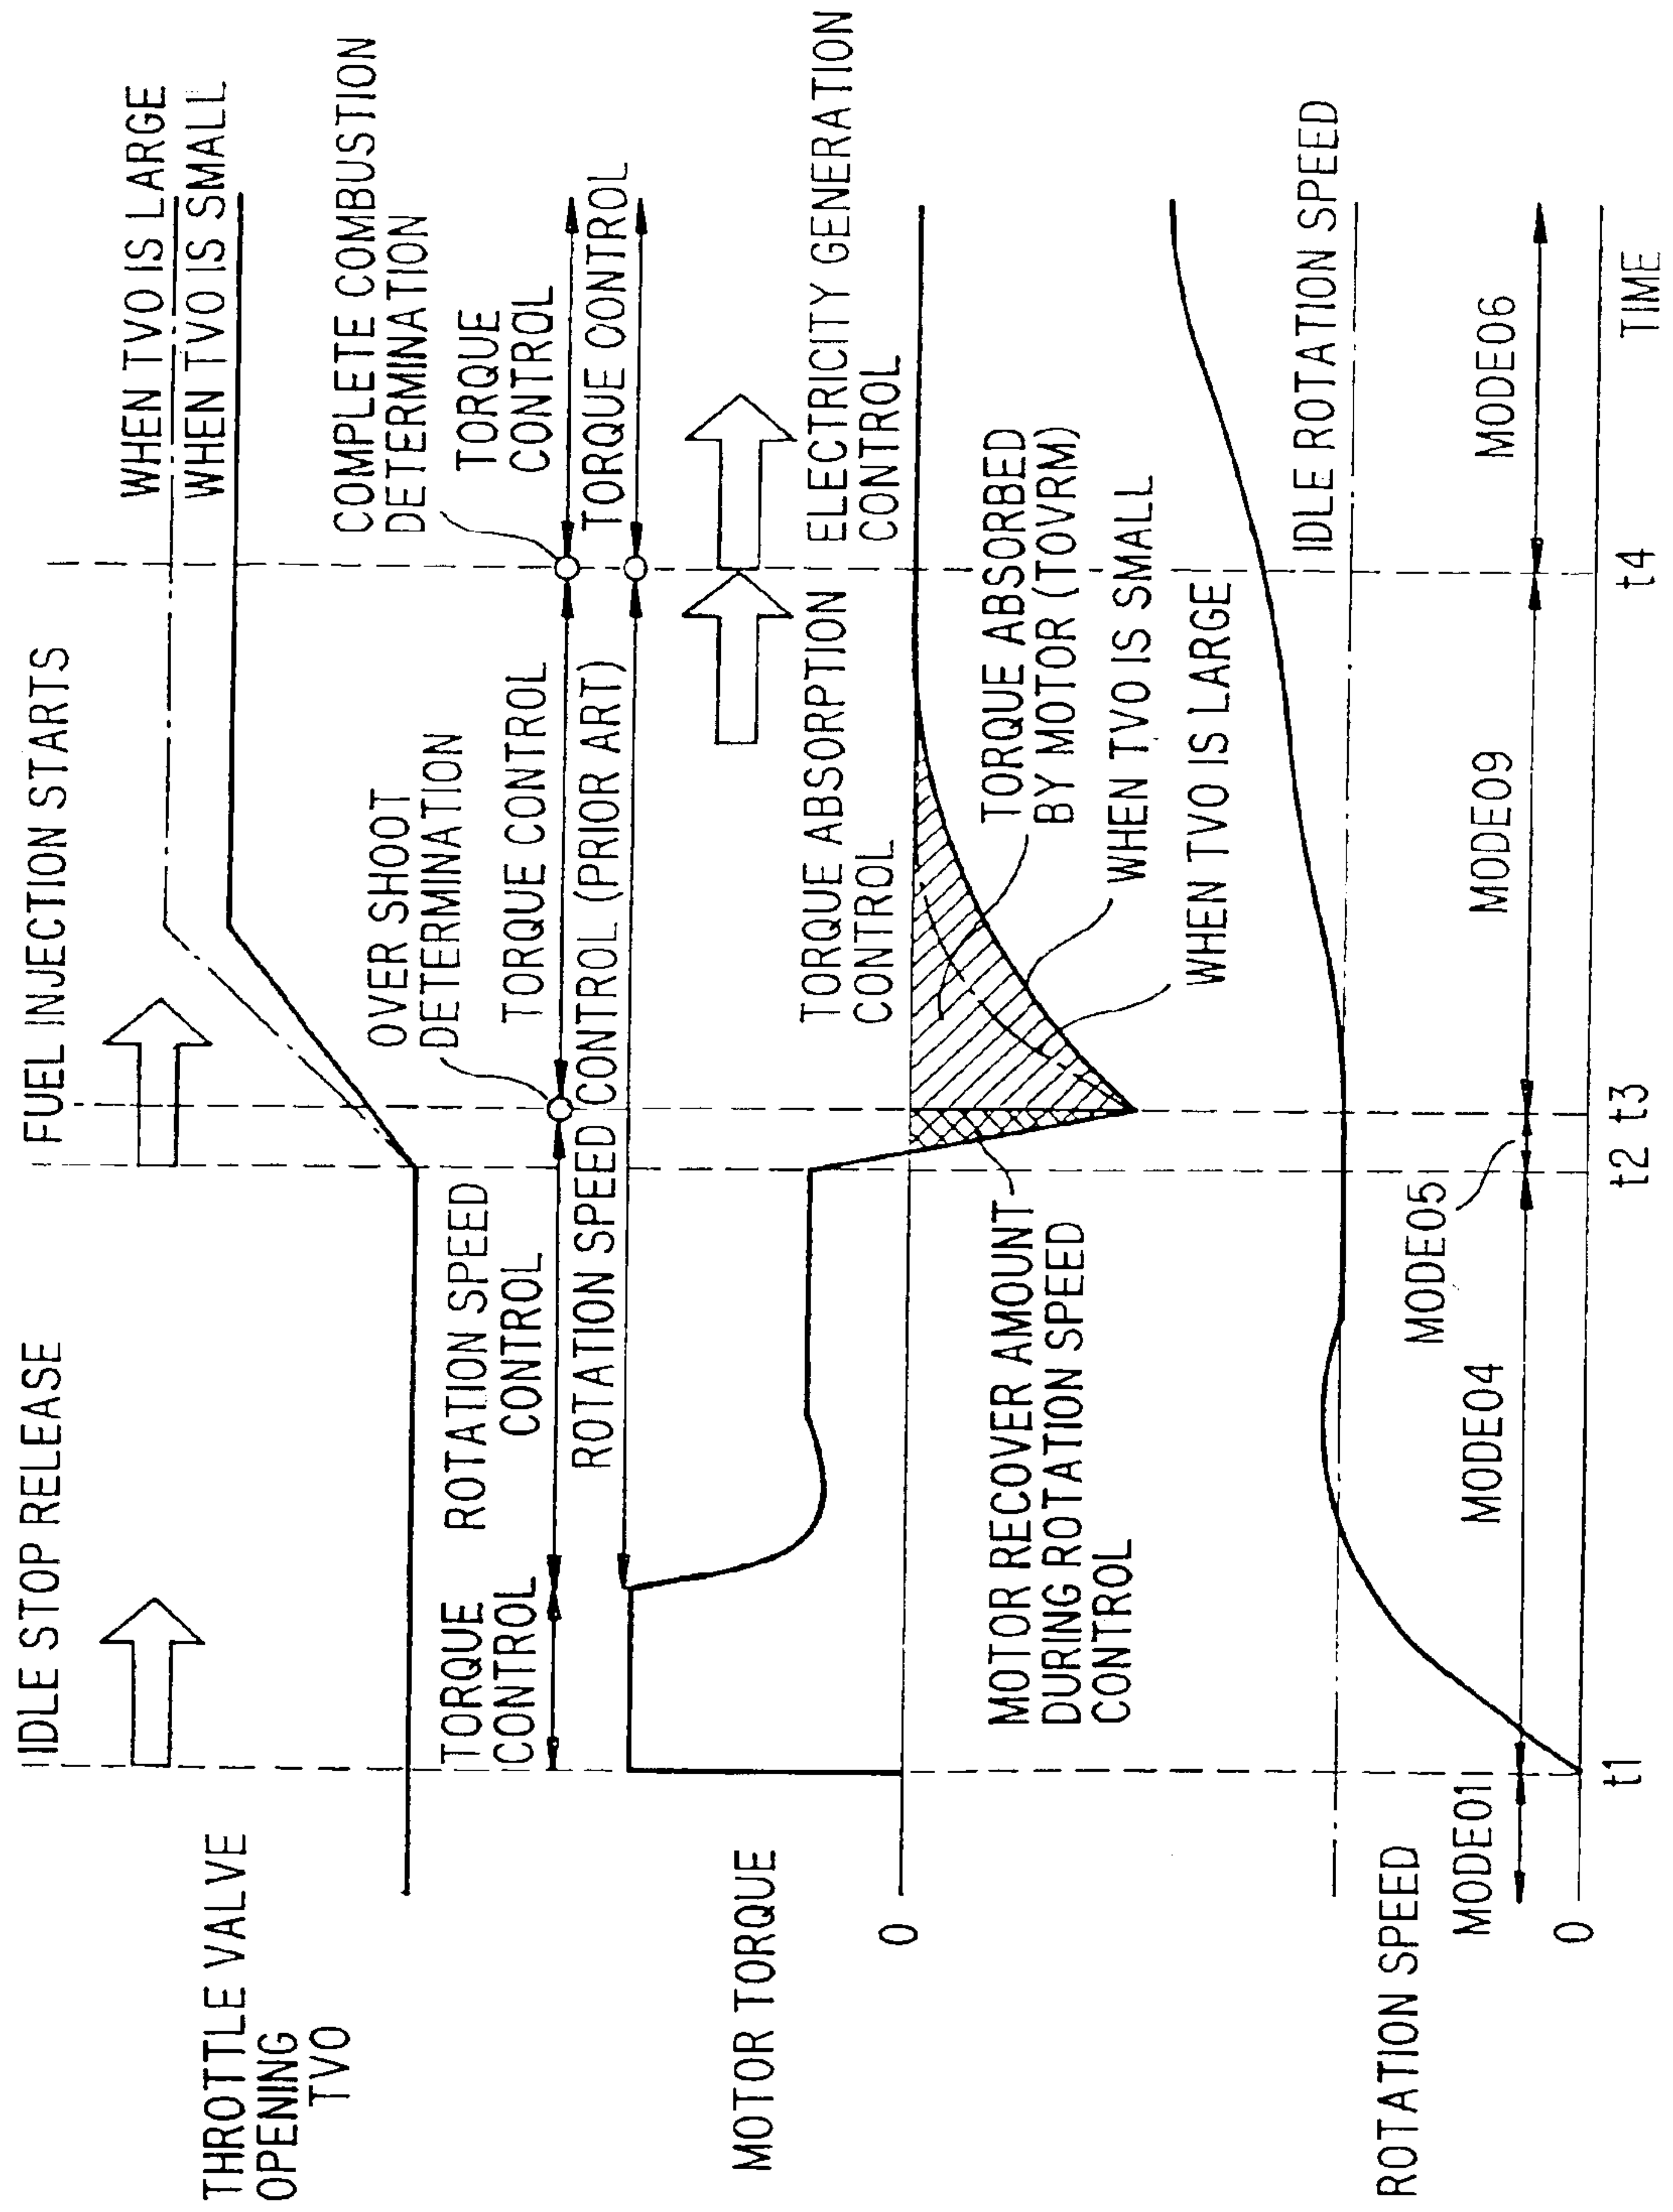 IDLE STOP RELEASE
FUEL INJECTION STARTS
THROTTLE VALVE
OPENING
TVO
WHEN TVO IS LARGE
WHEN TVO IS SMALL
OVER SHOOT
DETERMINATION
COMPLETE COMBUSTION
DETERMINATION
TORQUE
CONTROL
ROTATION SPEED
CONTROL
TORQUE CONTROL
TORQUE
CONTROL
ROTATION SPEED CONTROL (PRIOR ART)
TORQUE CONTROL
MOTOR TORQUE
TORQUE ABSORPTION
CONTROL
ELECTRICITY GENERATION
CONTROL
0
MOTOR RECOVER AMOUNT
DURING ROTATION SPEED
CONTROL
TORQUE ABSORBED
BY MOTOR (TOVRM)
WHEN TVO IS SMALL
WHEN TVO IS LARGE
IDLE ROTATION SPEED
ROTATION SPEED
MODE01
MODE04
MODE05
MODE09
MODE06
0
t1
t2
t3
t4
TIME